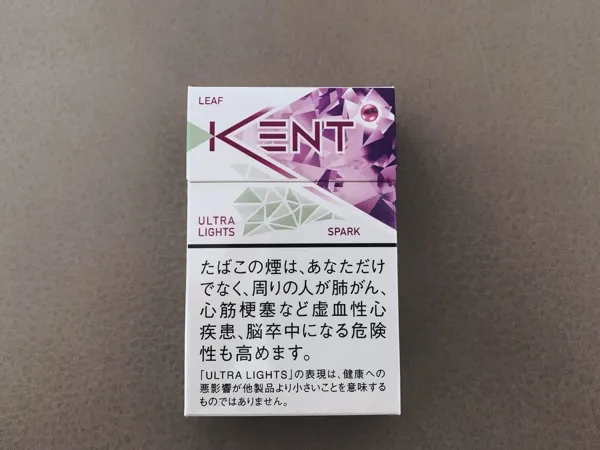 LEAF
KENT
ULTRA
LIGHTS
SPARK
たばこの煙は、あなただけ
でなく、周りの人が肺がん、
心筋梗塞など虚血性心
疾患、脳卒中になる危険
性も高めます。
「ULTRA LIGHTS」の表現は、健康への
悪影響が他製品より小さいことを意味する
ものではありません。